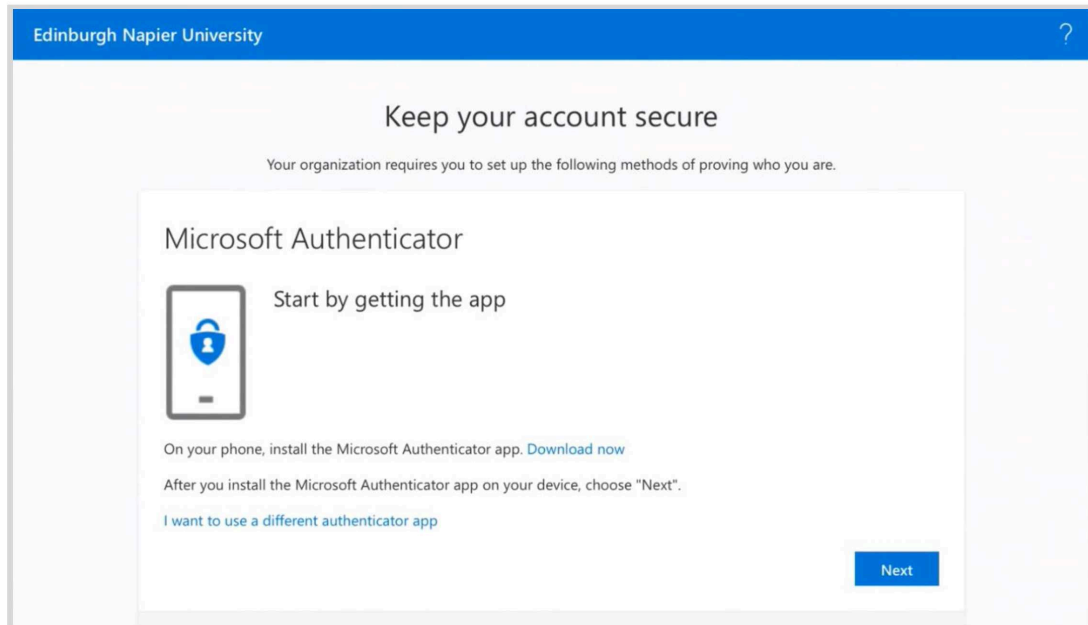 Edinburgh Napier University
?
Keep your account secure
Your organization requires you to set up the following methods of proving who you are.
Microsoft Authenticator
Start by getting the app
On your phone, install the Microsoft Authenticator app. Download now
After you install the Microsoft Authenticator app on your device, choose "Next".
I want to use a different authenticator app
Next